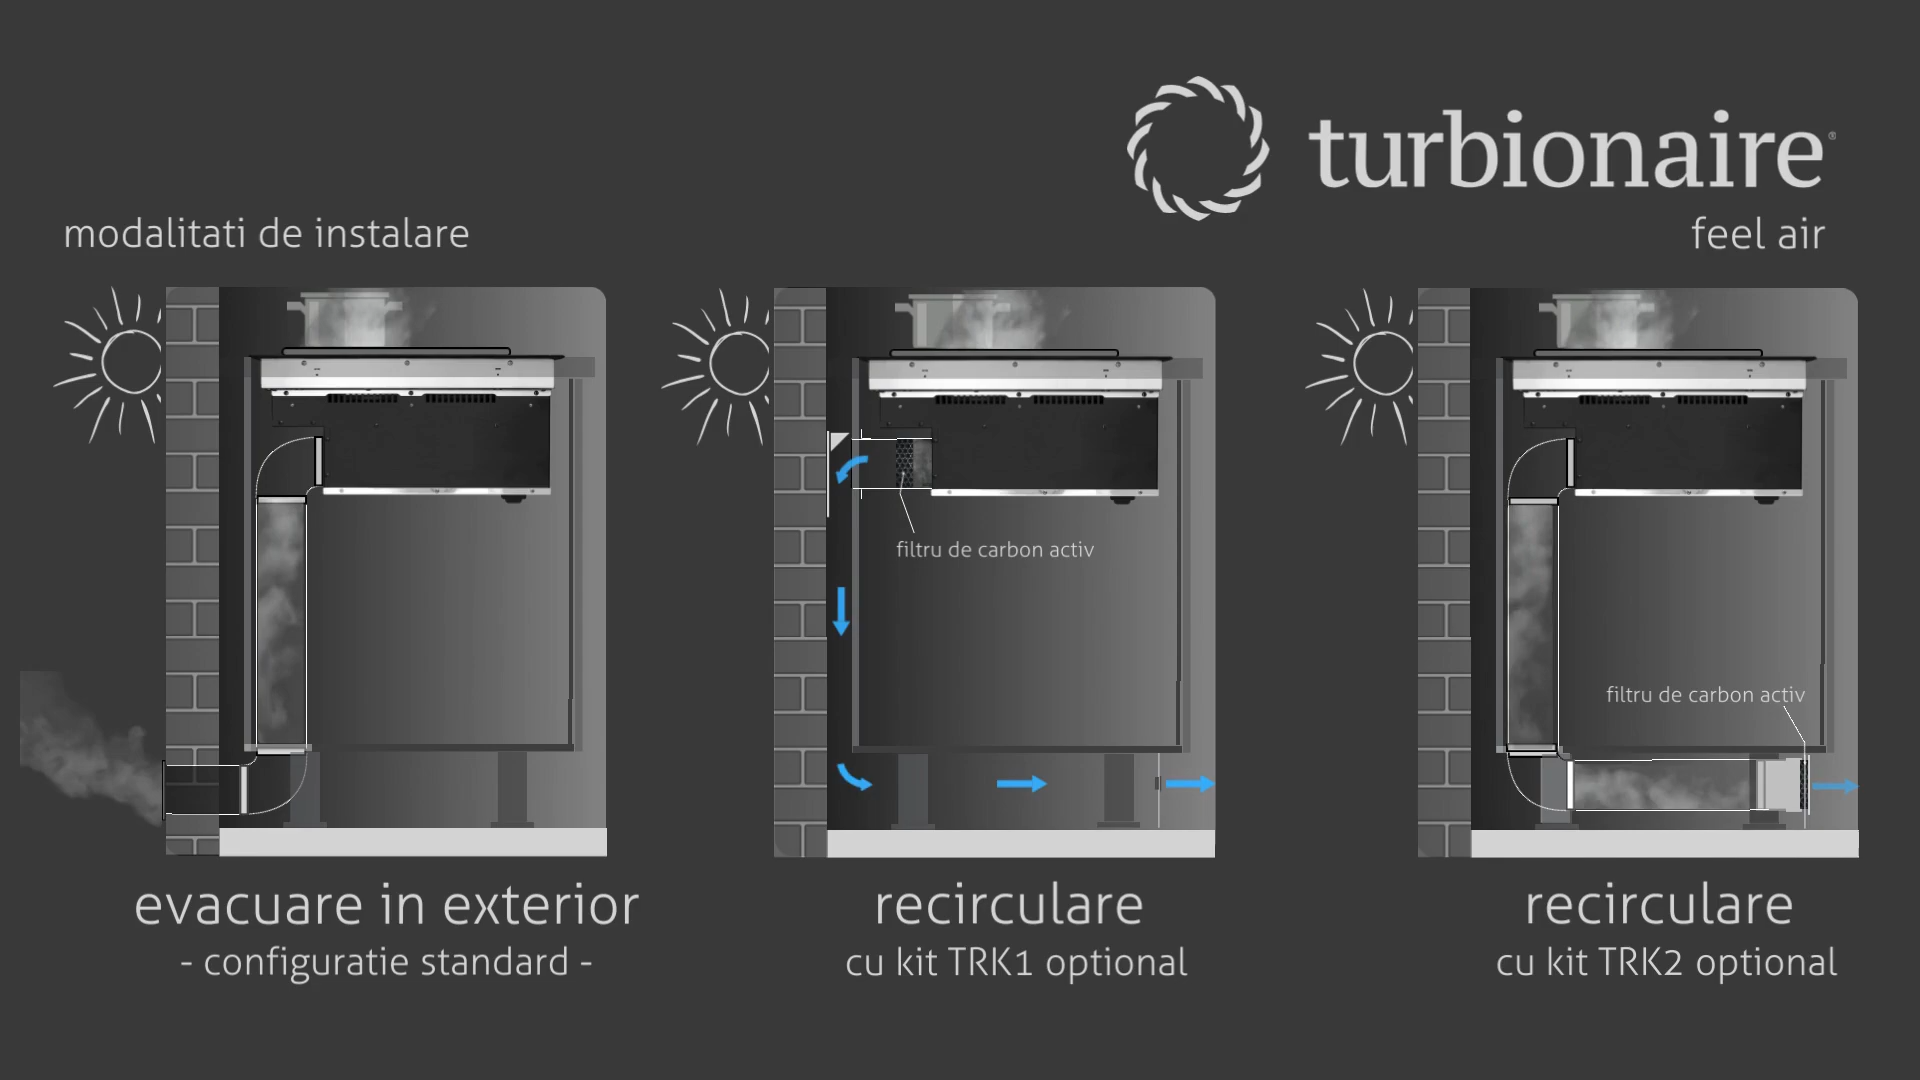 turbionaire®
feel air
modalitati de instalare
filtru de carbon activ
filtru de carbon activ
evacuare in exterior
- configuratie standard -
recirculare
cu kit TRK1 optional
recirculare
cu kit TRK2 optional